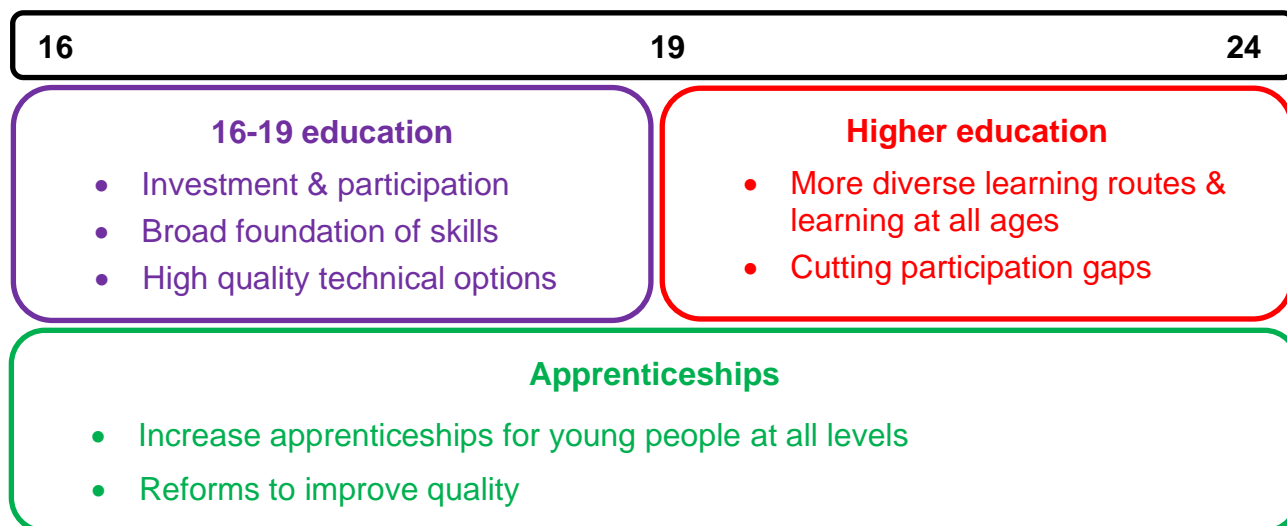 16 19 24
16-19 education
• Investment & participation
• Broad foundation of skills
• High quality technical options
Higher education
• More diverse learning routes &
learning at all ages
• Cutting participation gaps
Apprenticeships
• Increase apprenticeships for young people at all levels
• Reforms to improve quality